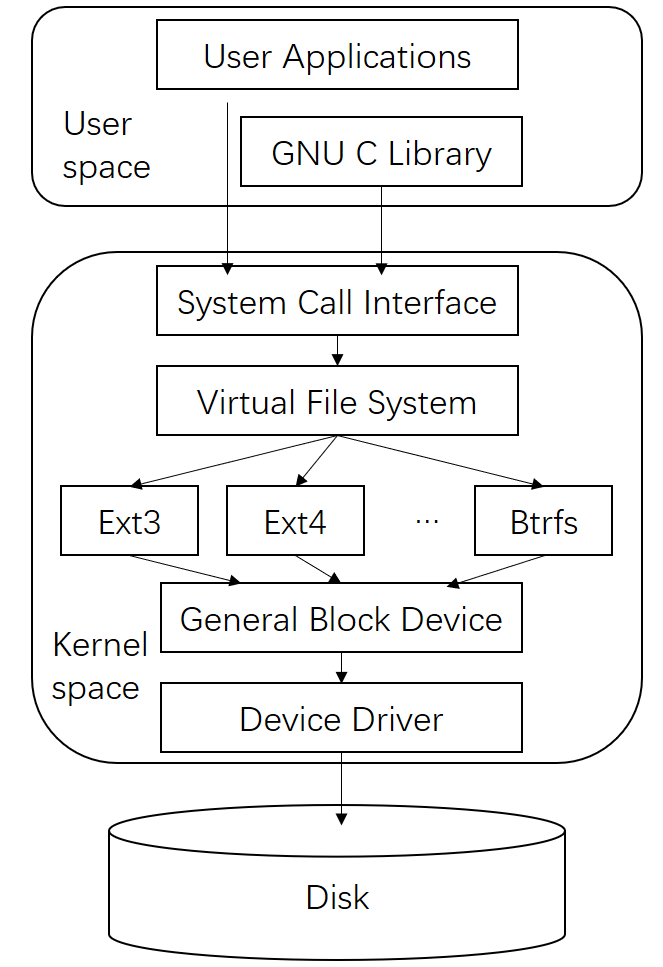 User Applications
User
space
GNU C Library
System Call Interface
Virtual File System
Ext3
Ext4
...
Btrfs
General Block Device
Kernel
space
Device Driver
Disk